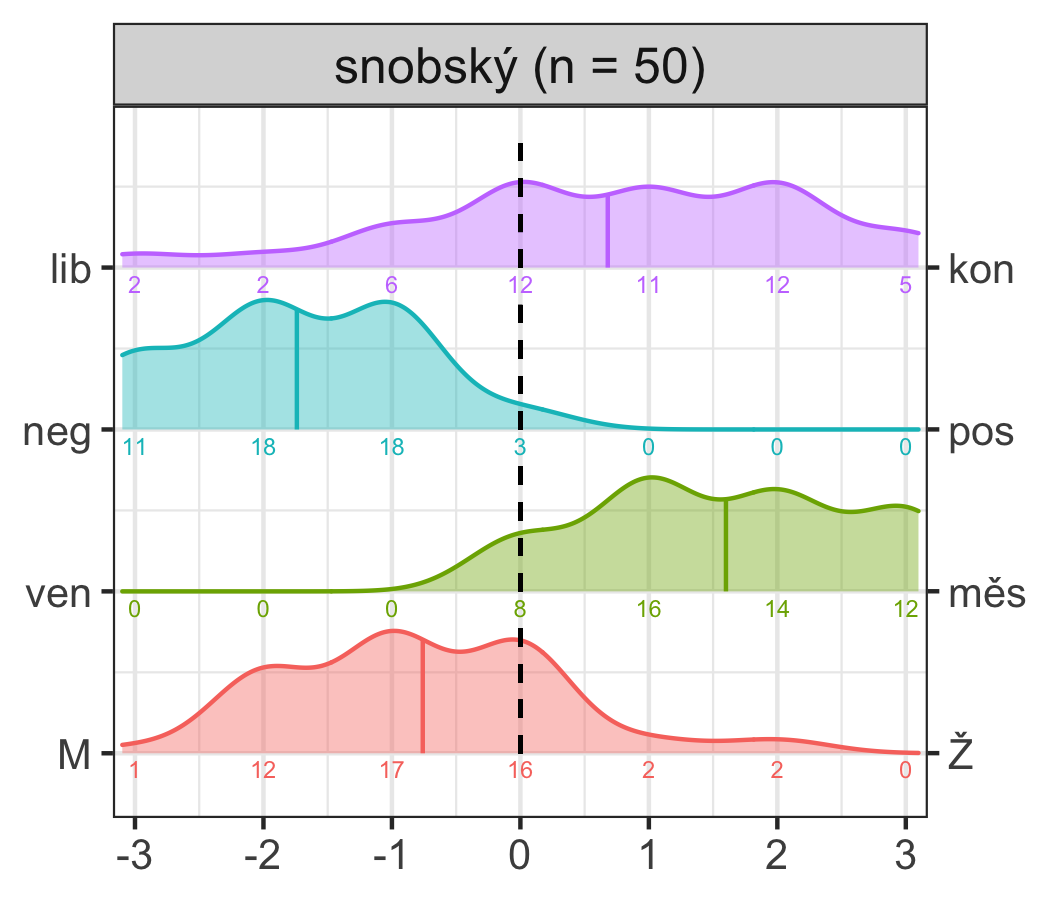 snobský (n = 50)
lib kon
2 2 6 12 11 12 5
neg pos
11 18 18 3 0 0 0
ven měs
0 0 0 8 16 14 12
M Ž
1 12 17 16 2 2 0
-3 -2 -1 0 1 2 3